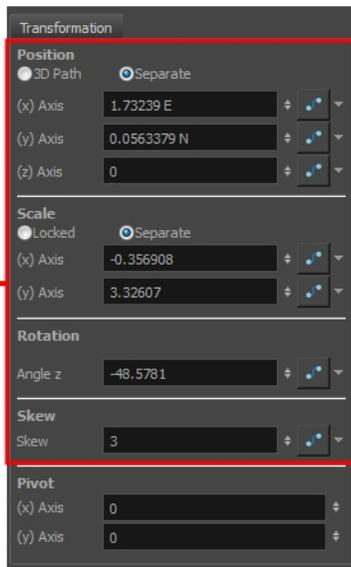 Transformation
Position
3D Path Separate
(x) Axis 1.73239 E
(y) Axis 0.0563379 N
(z) Axis 0
Scale
Locked Separate
(x) Axis -0.356908
(y) Axis 3.32607
Rotation
Angle z -48.5781
Skew
Skew 3
Pivot
(x) Axis 0
(y) Axis 0